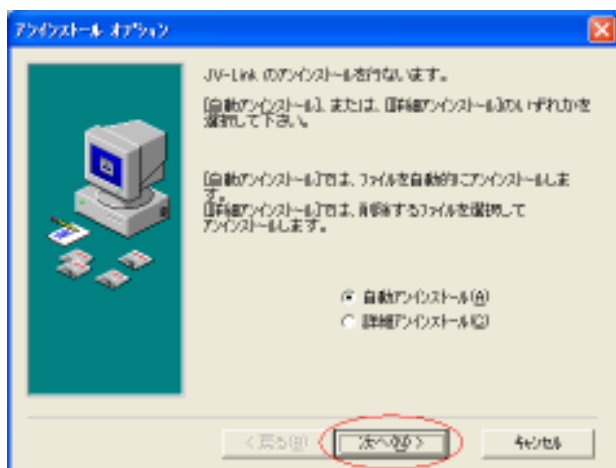 アンインストール オプション
JV-Link のアンインストールを行ないます。
[自動アンインストール]、または、[詳細アンインストール]のいずれかを
選択して下さい。
[自動アンインストール]では、ファイルを自動的にアンインストールしま
す。
[詳細アンインストール]では、削除するファイルを選択して
アンインストールします。
自動アンインストール(A)
詳細アンインストール(C)
< 戻る(B)
次へ(N) >
キャンセル